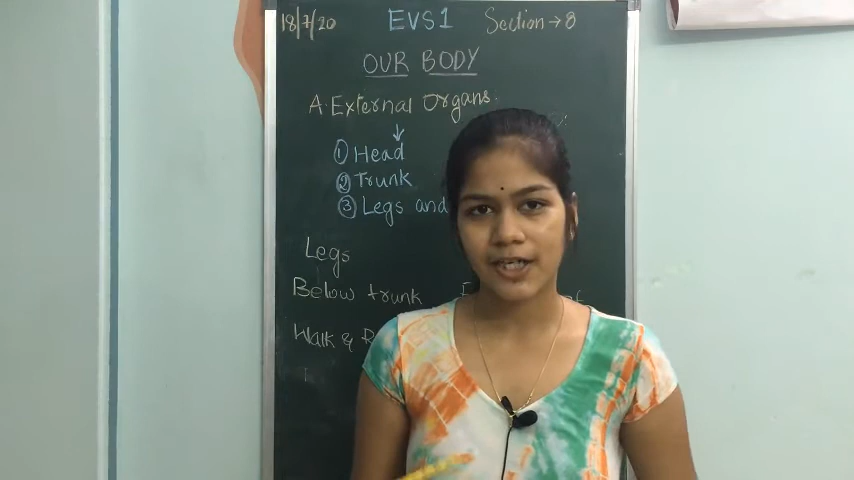 18/7/20 EVS1 Section → 8
OUR BODY
A. External Organs.
↓
① Head
② Trunk
③ Legs and
Legs
Below trunk
Walk &